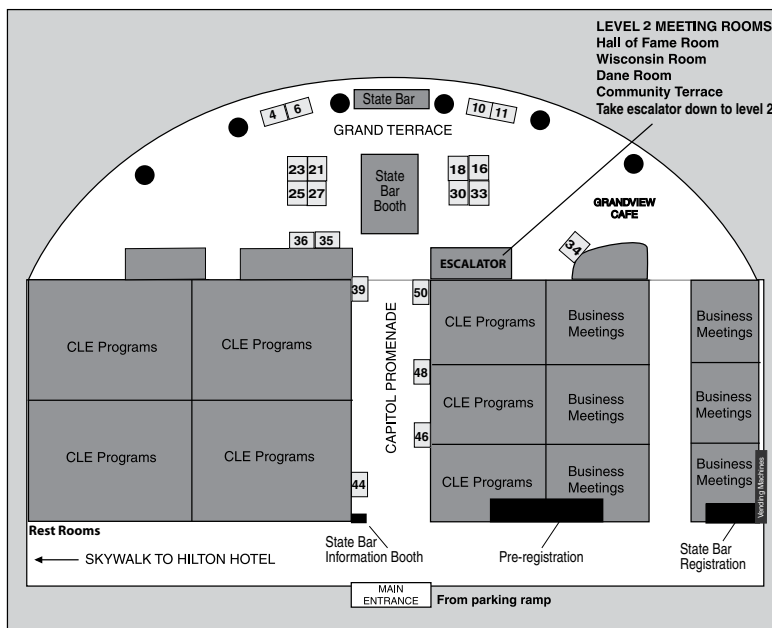 LEVEL 2 MEETING ROOMS
Hall of Fame Room
Wisconsin Room
Dane Room
Community Terrace
Take escalator down to level 2
State Bar
4 6
10 11
GRAND TERRACE
23 21
25 27
State
Bar
Booth
18 16
30 33
GRANDVIEW
CAFE
36 35
34
ESCALATOR
39
50
CLE Programs
CLE Programs
CLE Programs
Business
Meetings
Business
Meetings
CAPITOL PROMENADE
48
CLE Programs
Business
Meetings
Business
Meetings
46
CLE Programs
CLE Programs
44
CLE Programs
Business
Meetings
Business
Meetings
Vending Machines
Rest Rooms
SKYWALK TO HILTON HOTEL
State Bar
Information Booth
Pre-registration
State Bar
Registration
MAIN
ENTRANCE
From parking ramp